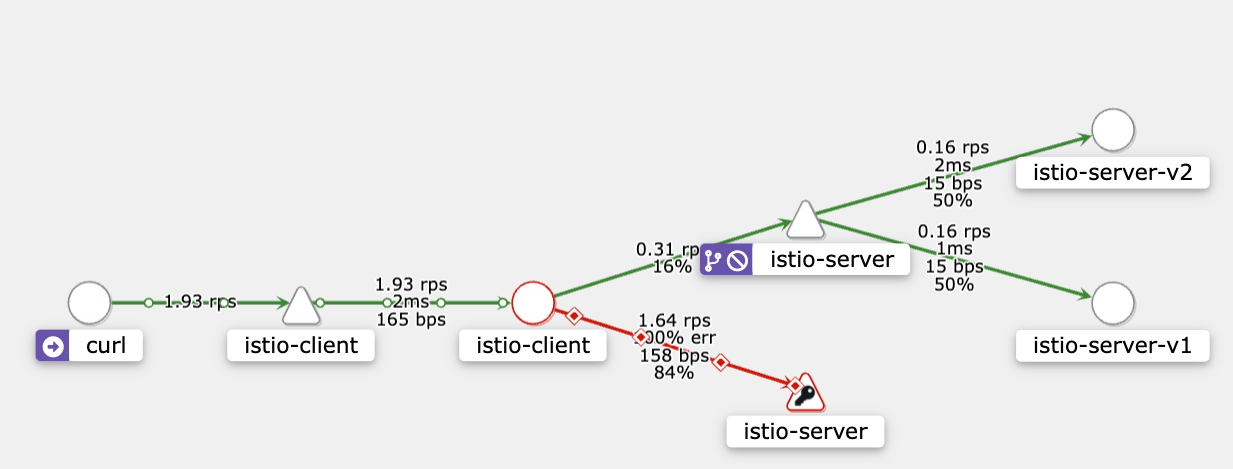 1.93 rps
1.93 rps
2ms
165 bps
curl
istio-client
istio-client
0.31 rp
16%
istio-server
0.16 rps
2ms
15 bps
50%
istio-server-v2
0.16 rps
1ms
15 bps
50%
istio-server-v1
1.64 rps
100% err
158 bps
84%
istio-server